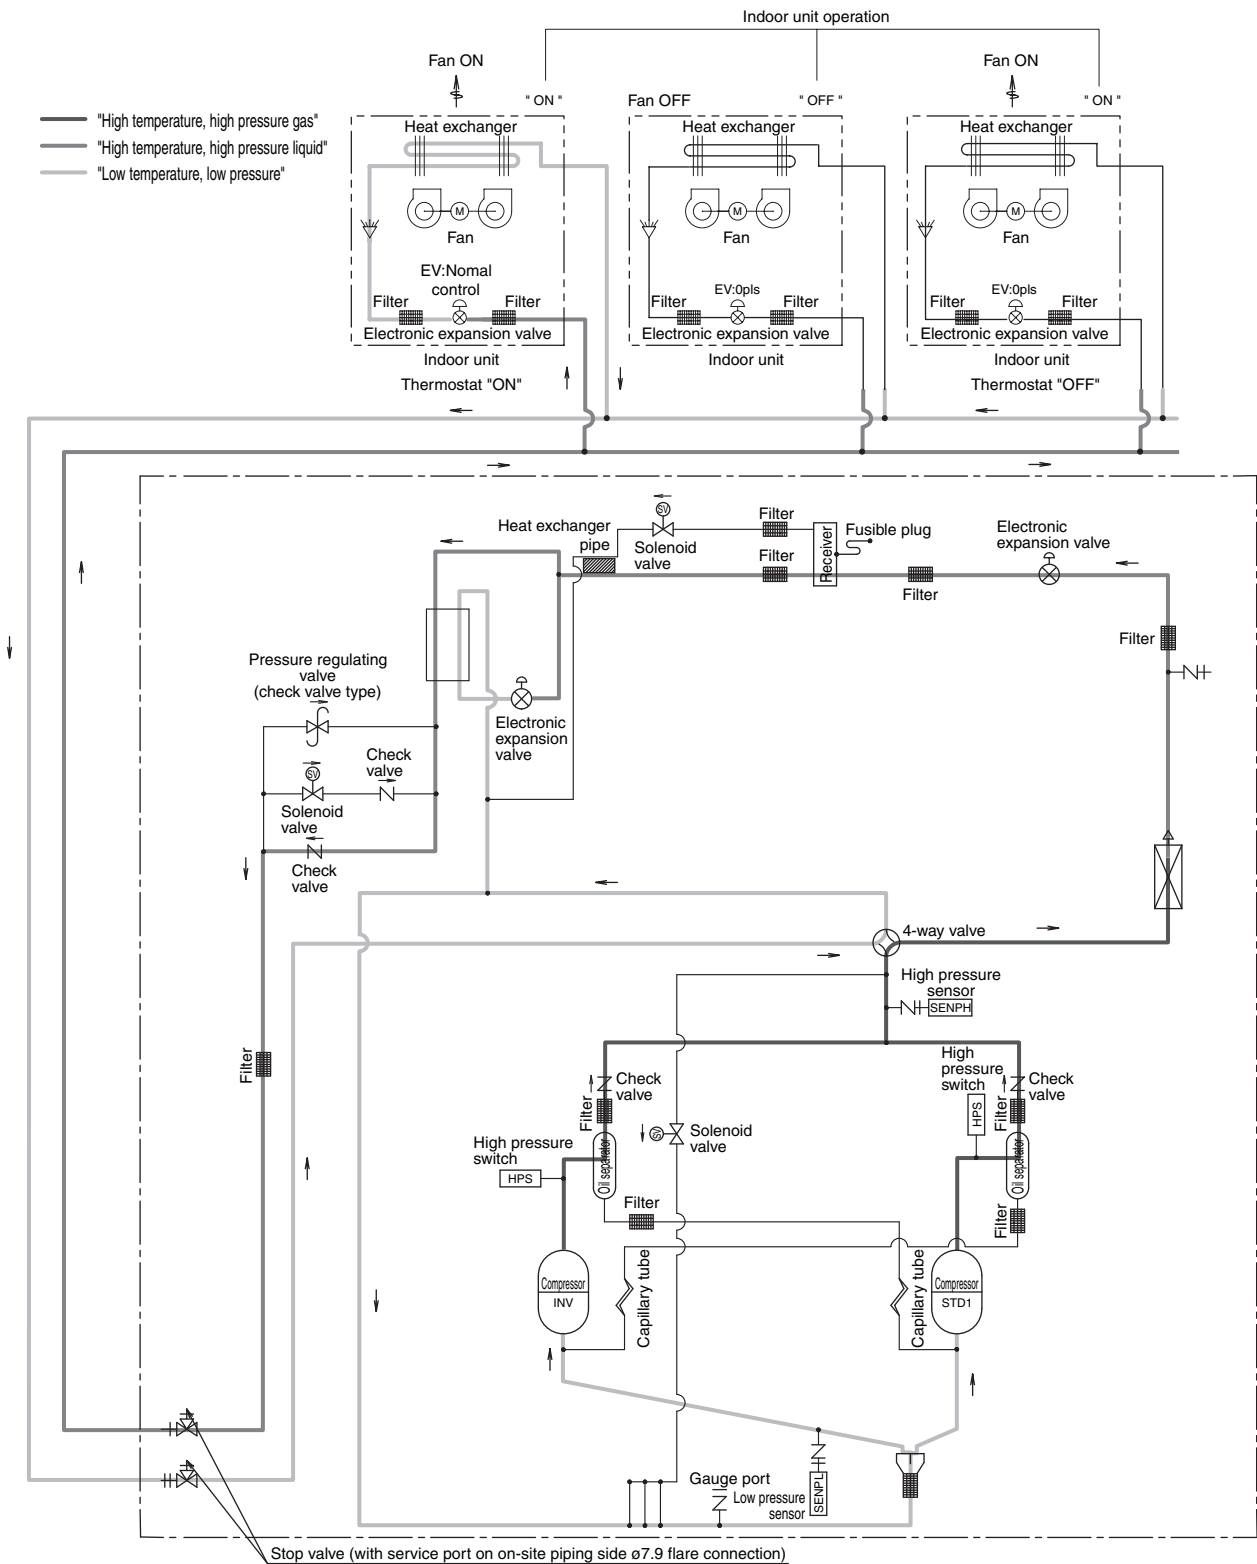 Indoor unit operation
Fan ON
Fan ON
" ON "
Fan OFF
" OFF "
" ON "
"High temperature, high pressure gas"
"High temperature, high pressure liquid"
"Low temperature, low pressure"
Heat exchanger
Heat exchanger
Heat exchanger
M
M
M
Fan
Fan
Fan
EV:Nomal
control
EV:0pls
EV:0pls
Filter
Filter
Filter
Filter
Filter
Filter
Electronic expansion valve
Electronic expansion valve
Electronic expansion valve
Indoor unit
Indoor unit
Indoor unit
Thermostat "ON"
Thermostat "OFF"
Heat exchanger
pipe
SV
Solenoid
valve
Filter
Filter
Receiver
Fusible plug
Filter
Electronic
expansion valve
Filter
Pressure regulating
valve
(check valve type)
Electronic
expansion
valve
Check
valve
SV
Solenoid
valve
Check
valve
4-way valve
High pressure
sensor
SENPH
Filter
High
pressure
switch
Check
valve
Check
valve
Filter
Filter
HPS
SV
Solenoid
valve
High pressure
switch
HPS
Oil separator
Oil separator
Filter
Filter
Compressor
INV
Capillary tube
Capillary tube
Compressor
STD1
Gauge port
Low pressure
sensor
SENPL
Stop valve (with service port on on-site piping side ø7.9 flare connection)